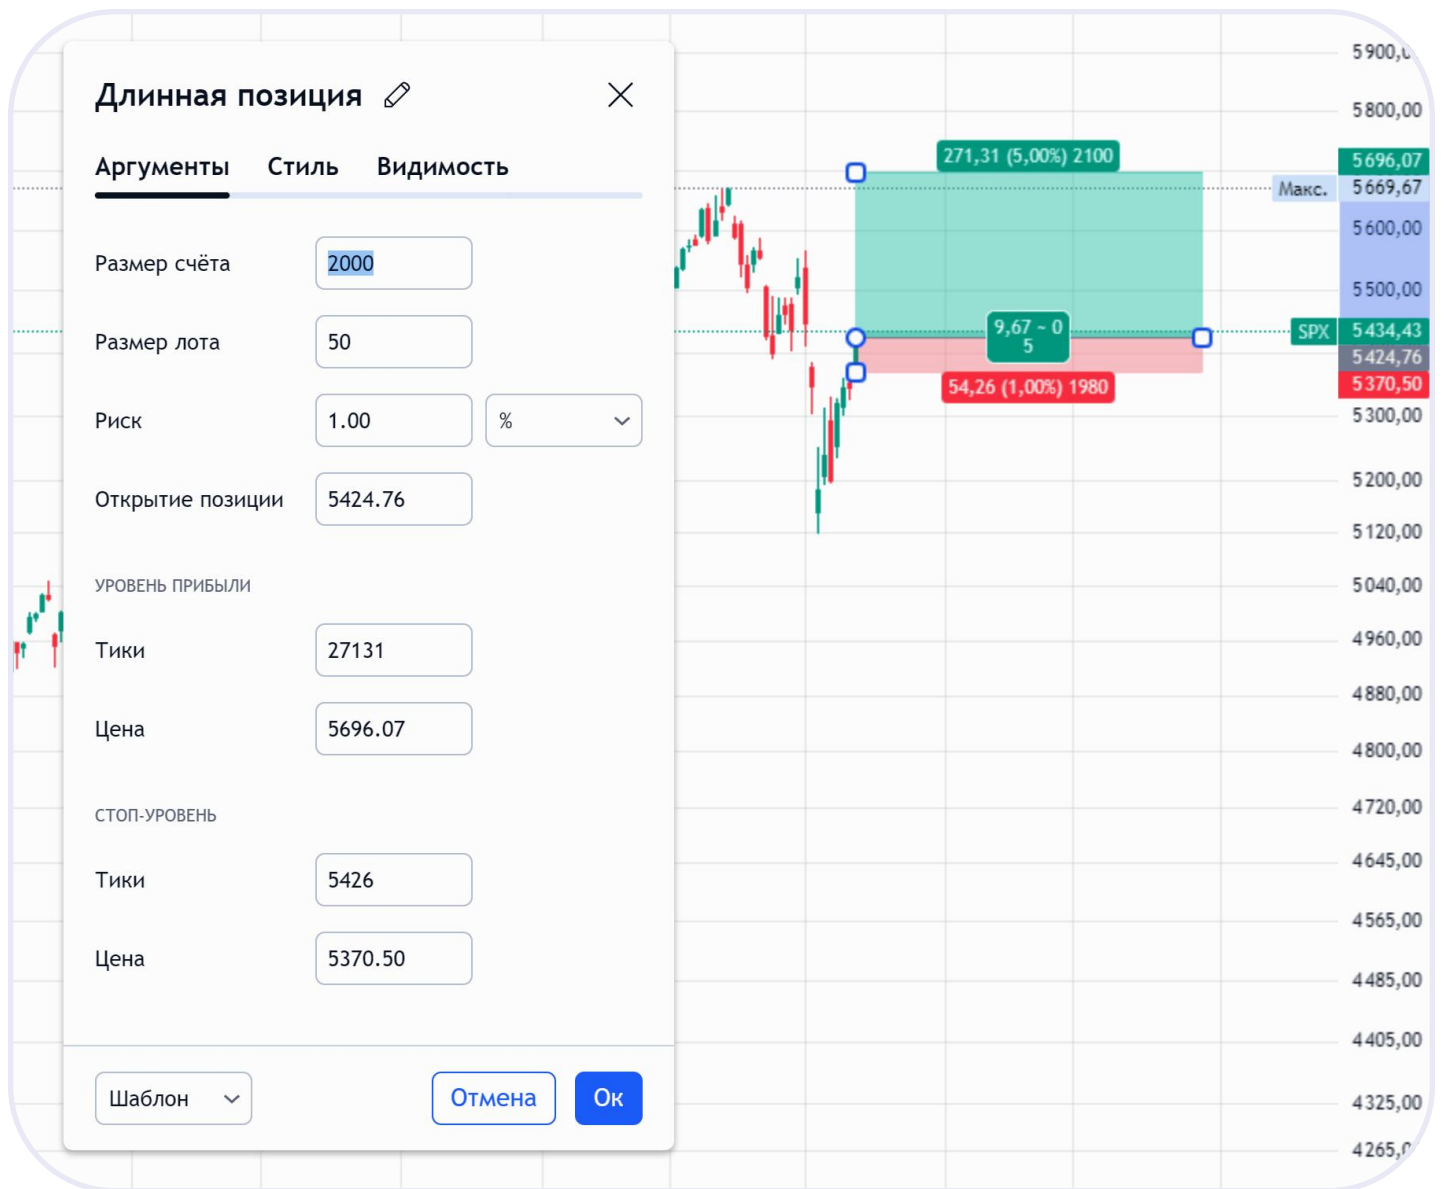 Длинная позиция
Аргументы Стиль Видимость
Размер счёта 2000
Размер лота 50
Риск 1.00 %
Открытие позиции 5424.76
УРОВЕНЬ ПРИБЫЛИ
Тики 27131
Цена 5696.07
СТОП-УРОВЕНЬ
Тики 5426
Цена 5370.50
Шаблон Отмена Ок
271,31 (5,00%) 2100
9,67 ~ 0
5
54,26 (1,00%) 1980
5800,00
5696,07
Макс. 5669,67
5600,00
5500,00
SPX 5434,43
5424,76
5370,50
5300,00
5200,00
5120,00
5040,00
4960,00
4880,00
4800,00
4720,00
4645,00
4565,00
4485,00
4405,00
4325,00